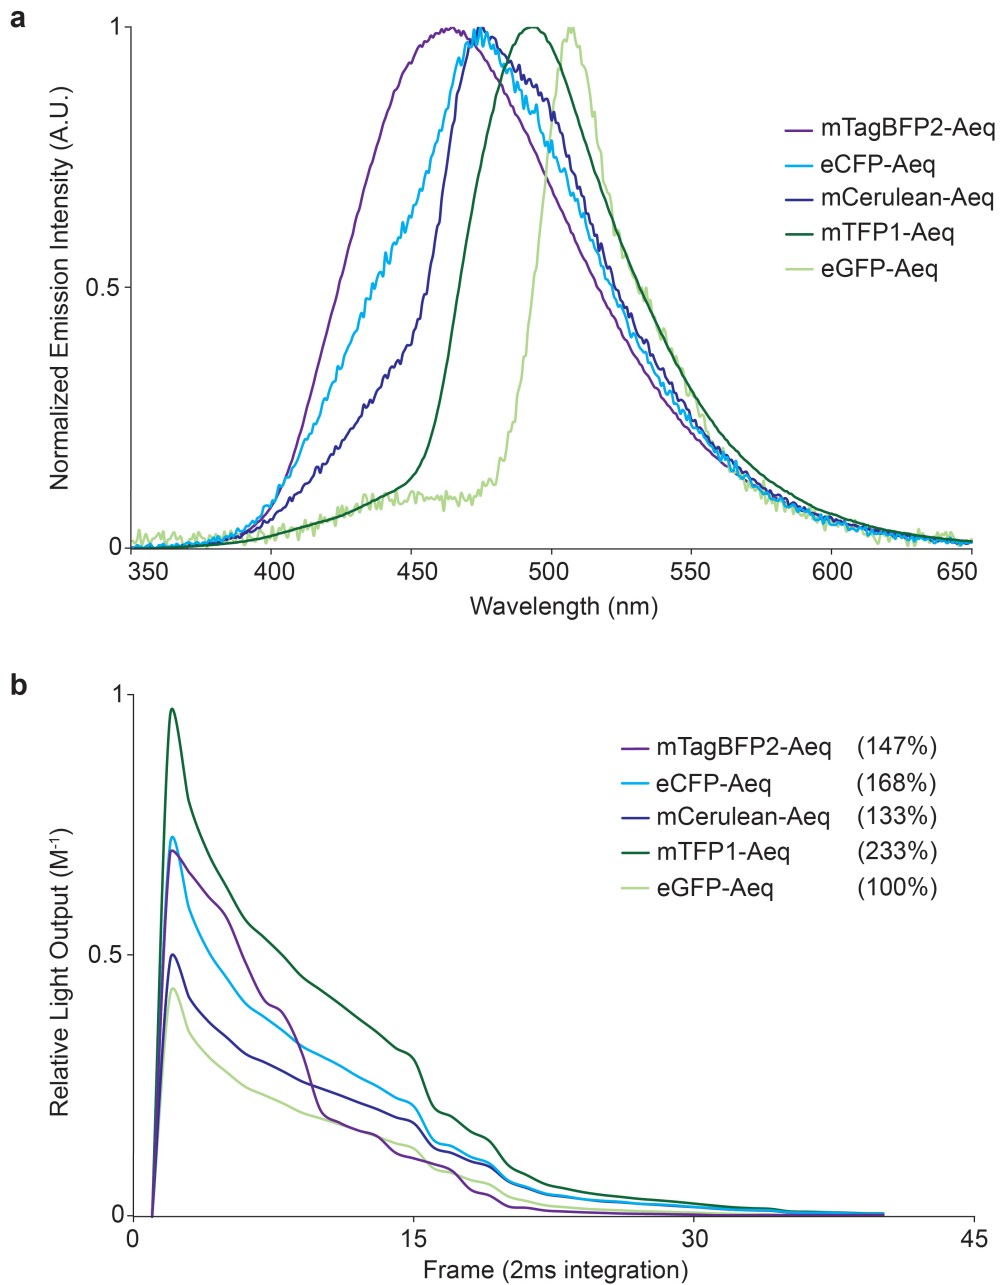 a
1
0.5
0
Normalized Emission Intensity (A.U.)
mTagBFP2-Aeq
eCFP-Aeq
mCerulean-Aeq
mTFP1-Aeq
eGFP-Aeq
350 400 450 500 550 600 650
Wavelength (nm)
b
1
0.5
0
Relative Light Output (M⁻¹)
mTagBFP2-Aeq (147%)
eCFP-Aeq (168%)
mCerulean-Aeq (133%)
mTFP1-Aeq (233%)
eGFP-Aeq (100%)
0 15 30 45
Frame (2ms integration)